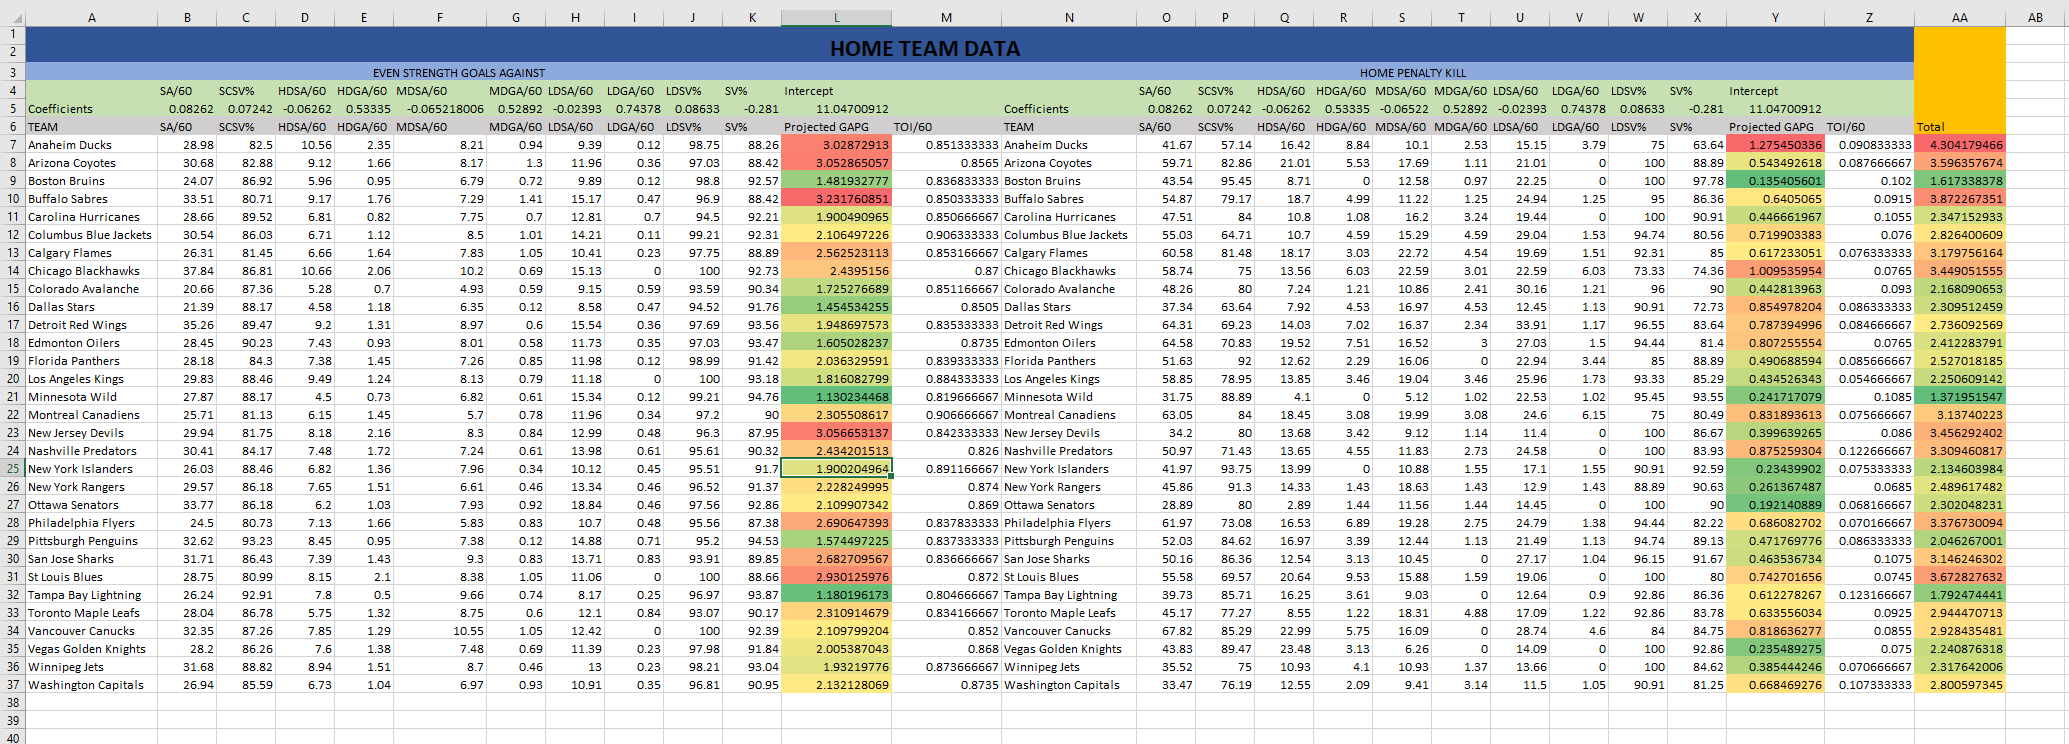 A B C D E F G H I J K L M N O P Q R S T U V W X Y Z AA AB
1
2 HOME TEAM DATA
3 EVEN STRENGTH GOALS AGAINST HOME PENALTY KILL
4 SA/60 SCSV% HDSA/60 HDGA/60 MDSA/60 MDGA/60 LDSA/60 LDGA/60 LDSV% SV% Intercept SA/60 SCSV% HDSA/60 HDGA/60 MDSA/60 MDGA/60 LDSA/60 LDGA/60 LDSV% SV% Intercept
5 Coefficients 0.08262 0.07242 -0.06262 0.53335 -0.065218006 0.52892 -0.02393 0.74378 0.08633 -0.281 11.04700912 Coefficients 0.08262 0.07242 -0.06262 0.53335 -0.06522 0.52892 -0.02393 0.74378 0.08633 -0.281 11.04700912
6 TEAM SA/60 SCSV% HDSA/60 HDGA/60 MDSA/60 MDGA/60 LDSA/60 LDGA/60 LDSV% SV% Projected GAPG TOI/60 TEAM SA/60 SCSV% HDSA/60 HDGA/60 MDSA/60 MDGA/60 LDSA/60 LDGA/60 LDSV% SV% Projected GAPG TOI/60 Total
7 Anaheim Ducks 28.98 82.5 10.56 2.35 8.21 0.94 9.39 0.12 98.75 88.26 3.02872913 0.851333333 Anaheim Ducks 41.67 57.14 16.42 8.84 10.1 2.53 15.15 3.79 75 63.64 1.275450336 0.090833333 4.304179466
8 Arizona Coyotes 30.68 82.88 9.12 1.66 8.17 1.3 11.96 0.36 97.03 88.42 3.052865057 0.8565 Arizona Coyotes 59.71 82.86 21.01 5.53 17.69 1.11 21.01 0 100 88.89 0.543492618 0.087666667 3.596357674
9 Boston Bruins 24.07 86.92 5.96 0.95 6.79 0.72 9.89 0.12 98.8 92.57 1.481932777 0.836833333 Boston Bruins 43.54 95.45 8.71 0 12.58 0.97 22.25 0 100 97.78 0.135405601 0.102 1.617338378
10 Buffalo Sabres 33.51 80.71 9.17 1.76 7.29 1.41 15.17 0.47 96.9 88.42 3.231760851 0.850333333 Buffalo Sabres 54.87 79.17 18.7 4.99 11.22 1.25 24.94 1.25 95 86.36 0.6405065 0.0915 3.872267351
11 Carolina Hurricanes 28.66 89.52 6.81 0.82 7.75 0.7 12.81 0.7 94.5 92.21 1.900490965 0.850666667 Carolina Hurricanes 47.51 84 10.8 1.08 16.2 3.24 19.44 0 100 90.91 0.446661967 0.1055 2.347152933
12 Columbus Blue Jackets 30.54 86.03 6.71 1.12 8.5 1.01 14.21 0.11 99.21 92.31 2.106497226 0.906333333 Columbus Blue Jackets 55.03 64.71 10.7 4.59 15.29 4.59 29.04 1.53 94.74 80.56 0.719903383 0.076 2.826400609
13 Calgary Flames 26.31 81.45 6.66 1.64 7.83 1.05 10.41 0.23 97.75 88.89 2.562523113 0.853166667 Calgary Flames 60.58 81.48 18.17 3.03 22.72 4.54 19.69 1.51 92.31 85 0.617233051 0.076333333 3.179756164
14 Chicago Blackhawks 37.84 86.81 10.66 2.06 10.2 0.69 15.13 0 100 92.73 2.4395156 0.87 Chicago Blackhawks 58.74 75 13.56 6.03 22.59 3.01 22.59 6.03 73.33 74.36 1.009535954 0.0765 3.449051555
15 Colorado Avalanche 20.66 87.36 5.28 0.7 4.93 0.59 9.15 0.59 93.59 90.34 1.725276689 0.851166667 Colorado Avalanche 48.26 80 7.24 1.21 10.86 2.41 30.16 1.21 96 90 0.442813963 0.093 2.168090653
16 Dallas Stars 21.39 88.17 4.58 1.18 6.35 0.12 8.58 0.47 94.52 91.76 1.454534255 0.8505 Dallas Stars 37.34 63.64 7.92 4.53 16.97 4.53 12.45 1.13 90.91 72.73 0.854978204 0.086333333 2.309512459
17 Detroit Red Wings 35.26 89.47 9.2 1.31 8.97 0.6 15.54 0.36 97.69 93.56 1.948697573 0.835333333 Detroit Red Wings 64.31 69.23 14.03 7.02 16.37 2.34 33.91 1.17 96.55 83.64 0.787394996 0.084666667 2.736092569
18 Edmonton Oilers 28.45 90.23 7.43 0.93 8.01 0.58 11.73 0.35 97.03 93.47 1.605028237 0.8735 Edmonton Oilers 64.58 70.83 19.52 7.51 16.52 3 27.03 1.5 94.44 81.4 0.807255554 0.0765 2.412283791
19 Florida Panthers 28.18 84.3 7.38 1.45 7.26 0.85 11.98 0.12 98.99 91.42 2.036329591 0.839333333 Florida Panthers 51.63 92 12.62 2.29 16.06 0 22.94 3.44 85 88.89 0.490688594 0.085666667 2.527018185
20 Los Angeles Kings 29.83 88.46 9.49 1.24 8.13 0.79 11.18 0 100 93.18 1.816082799 0.884333333 Los Angeles Kings 58.85 78.95 13.85 3.46 19.04 3.46 25.96 1.73 93.33 85.29 0.434526343 0.054666667 2.250609142
21 Minnesota Wild 27.87 88.17 4.5 0.73 6.82 0.61 15.34 0.12 99.21 94.76 1.130234468 0.819666667 Minnesota Wild 31.75 88.89 4.1 0 5.12 1.02 22.53 1.02 95.45 93.55 0.241717079 0.1085 1.371951547
22 Montreal Canadiens 25.71 81.13 6.15 1.45 5.7 0.78 11.96 0.34 97.2 90 2.305508617 0.906666667 Montreal Canadiens 63.05 84 18.45 3.08 19.99 3.08 24.6 6.15 75 80.49 0.831893613 0.075666667 3.13740223
23 New Jersey Devils 29.94 81.75 8.18 2.16 8.3 0.84 12.99 0.48 96.3 87.95 3.056653137 0.842333333 New Jersey Devils 34.2 80 13.68 3.42 9.12 1.14 11.4 0 100 86.67 0.399639265 0.086 3.456292402
24 Nashville Predators 30.41 84.17 7.48 1.72 7.24 0.61 13.98 0.61 95.61 90.32 2.434201513 0.826 Nashville Predators 50.97 71.43 13.65 4.55 11.83 2.73 24.58 0 100 83.93 0.875259304 0.122666667 3.309460817
25 New York Islanders 26.03 88.46 6.82 1.36 7.96 0.34 10.12 0.45 95.51 91.7 1.900204964 0.891166667 New York Islanders 41.97 93.75 13.99 0 10.88 1.55 17.1 1.55 90.91 92.59 0.23439902 0.075333333 2.134603984
26 New York Rangers 29.57 86.18 7.65 1.51 6.61 0.46 13.34 0.46 96.52 91.37 2.228249995 0.874 New York Rangers 45.86 91.3 14.33 1.43 18.63 1.43 12.9 1.43 88.89 90.63 0.261367487 0.0685 2.489617482
27 Ottawa Senators 33.77 86.18 6.2 1.03 7.93 0.92 18.84 0.46 97.56 92.86 2.109907342 0.869 Ottawa Senators 28.89 80 2.89 1.44 11.56 1.44 14.45 0 100 90 0.192140889 0.068166667 2.302048231
28 Philadelphia Flyers 24.5 80.73 7.13 1.66 5.83 0.83 10.7 0.48 95.56 87.38 2.690647393 0.837833333 Philadelphia Flyers 61.97 73.08 16.53 6.89 19.28 2.75 24.79 1.38 94.44 82.22 0.686082702 0.070166667 3.376730094
29 Pittsburgh Penguins 32.62 93.23 8.45 0.95 7.38 0.12 14.88 0.71 95.2 94.53 1.574497225 0.837333333 Pittsburgh Penguins 52.03 84.62 16.97 3.39 12.44 1.13 21.49 1.13 94.74 89.13 0.471769776 0.086333333 2.046267001
30 San Jose Sharks 31.71 86.43 7.39 1.43 9.3 0.83 13.71 0.83 93.91 89.85 2.682709567 0.836666667 San Jose Sharks 50.16 86.36 12.54 3.13 10.45 0 27.17 1.04 96.15 91.67 0.463536734 0.1075 3.146246302
31 St Louis Blues 28.75 80.99 8.15 2.1 8.38 1.05 11.06 0 100 88.66 2.930125976 0.872 St Louis Blues 55.58 69.57 20.64 9.53 15.88 1.59 19.06 0 100 80 0.742701656 0.0745 3.672827632
32 Tampa Bay Lightning 26.24 92.91 7.8 0.5 9.66 0.74 8.17 0.25 96.97 93.87 1.180196173 0.804666667 Tampa Bay Lightning 39.73 85.71 16.25 3.61 9.03 0 12.64 0.9 92.86 86.36 0.612278267 0.123166667 1.792474441
33 Toronto Maple Leafs 28.04 86.78 5.75 1.32 8.75 0.6 12.1 0.84 93.07 90.17 2.310914679 0.834166667 Toronto Maple Leafs 45.17 77.27 8.55 1.22 18.31 4.88 17.09 1.22 92.86 83.78 0.633556034 0.0925 2.944470713
34 Vancouver Canucks 32.35 87.26 7.85 1.29 10.55 1.05 12.42 0 100 92.39 2.109799204 0.852 Vancouver Canucks 67.82 85.29 22.99 5.75 16.09 0 28.74 4.6 84 84.75 0.818636277 0.0855 2.928435481
35 Vegas Golden Knights 28.2 86.26 7.6 1.38 7.48 0.69 11.39 0.23 97.98 91.84 2.005387043 0.868 Vegas Golden Knights 43.83 89.47 23.48 3.13 6.26 0 14.09 0 100 92.86 0.235489275 0.075 2.240876318
36 Winnipeg Jets 31.68 88.82 8.94 1.51 8.7 0.46 13 0.23 98.21 93.04 1.93219776 0.873666667 Winnipeg Jets 35.52 75 10.93 4.1 10.93 1.37 13.66 0 100 84.62 0.385444246 0.070666667 2.317642006
37 Washington Capitals 26.94 85.59 6.73 1.04 6.97 0.93 10.91 0.35 96.81 90.95 2.132128069 0.8735 Washington Capitals 33.47 76.19 12.55 2.09 9.41 3.14 11.5 1.05 90.91 81.25 0.668469276 0.107333333 2.800597345
38
39
40